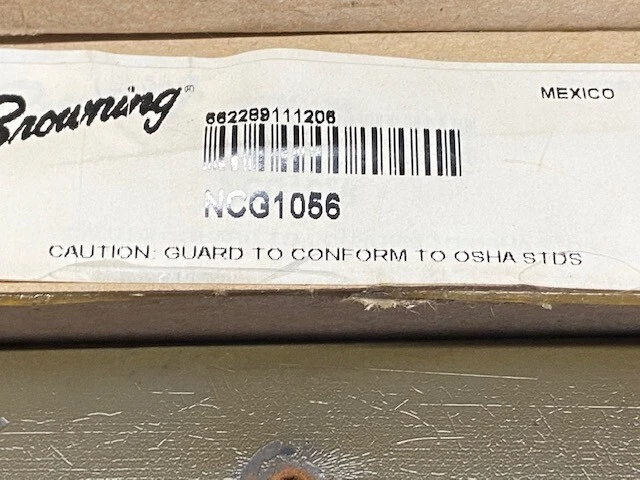 Browning®
MEXICO
662289111206
NCG1056
CAUTION: GUARD TO CONFORM TO OSHA STDS